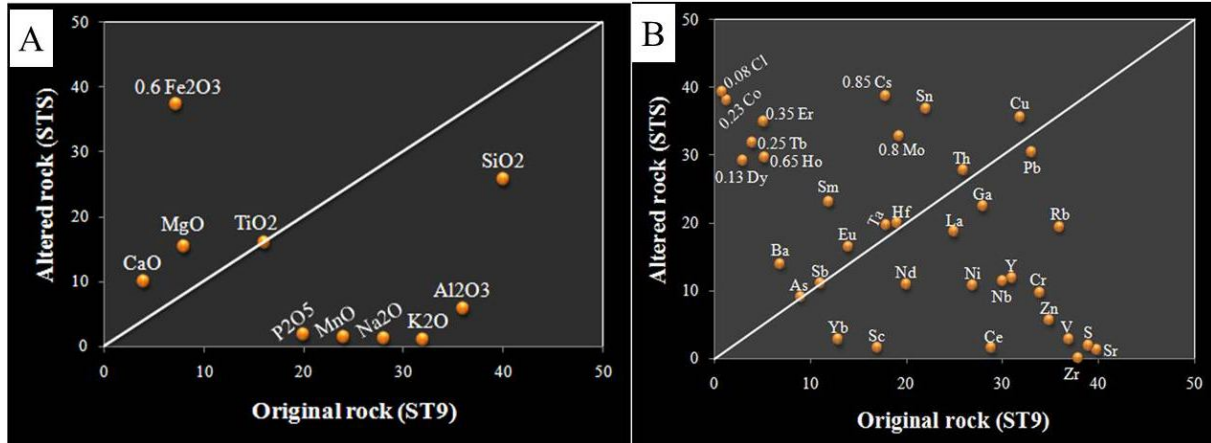 A
50
40
30
20
10
0
0
10
20
30
40
50
Altered rock (STS)
Original rock (ST9)
0.6 Fe2O3
SiO2
TiO2
MgO
CaO
P2O5
MnO
Na2O
K2O
Al2O3
B
50
40
30
20
10
0
0
10
20
30
40
50
Altered rock (STS)
Original rock (ST9)
0.08 Cl
0.23 Co
0.35 Er
0.25 Tb
0.65 Ho
0.13 Dy
0.85 Cs
Sn
0.8 Mo
Cu
Pb
Th
Ga
Sm
Ta
Hf
La
Rb
Eu
Ba
Sb
As
Nd
Ni
Nb
Y
Cr
Zn
Yb
Sc
Ce
V
S
Sr
Zr